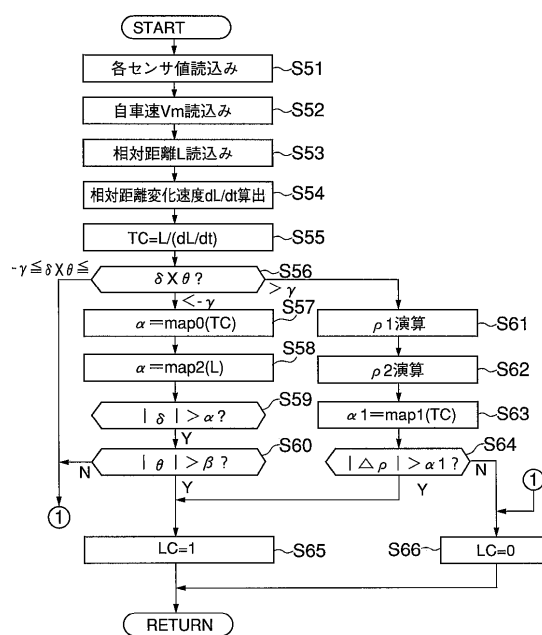 START
各センサ値読込み
S51
自車速Vm読込み
S52
相対距離L読込み
S53
相対距離変化速度dL/dt算出
S54
TC=L/(dL/dt)
S55
-γ≦δXθ≦
δXθ?
S56
>γ
<-γ
α=map0(TC)
S57
ρ1演算
S61
α=map2(L)
S58
ρ2演算
S62
|δ|>α?
S59
α1=map1(TC)
S63
Y
|θ|>β?
S60
N
Y
|△ρ|>α1?
S64
N
Y
1
1
LC=1
S65
S66
LC=0
RETURN